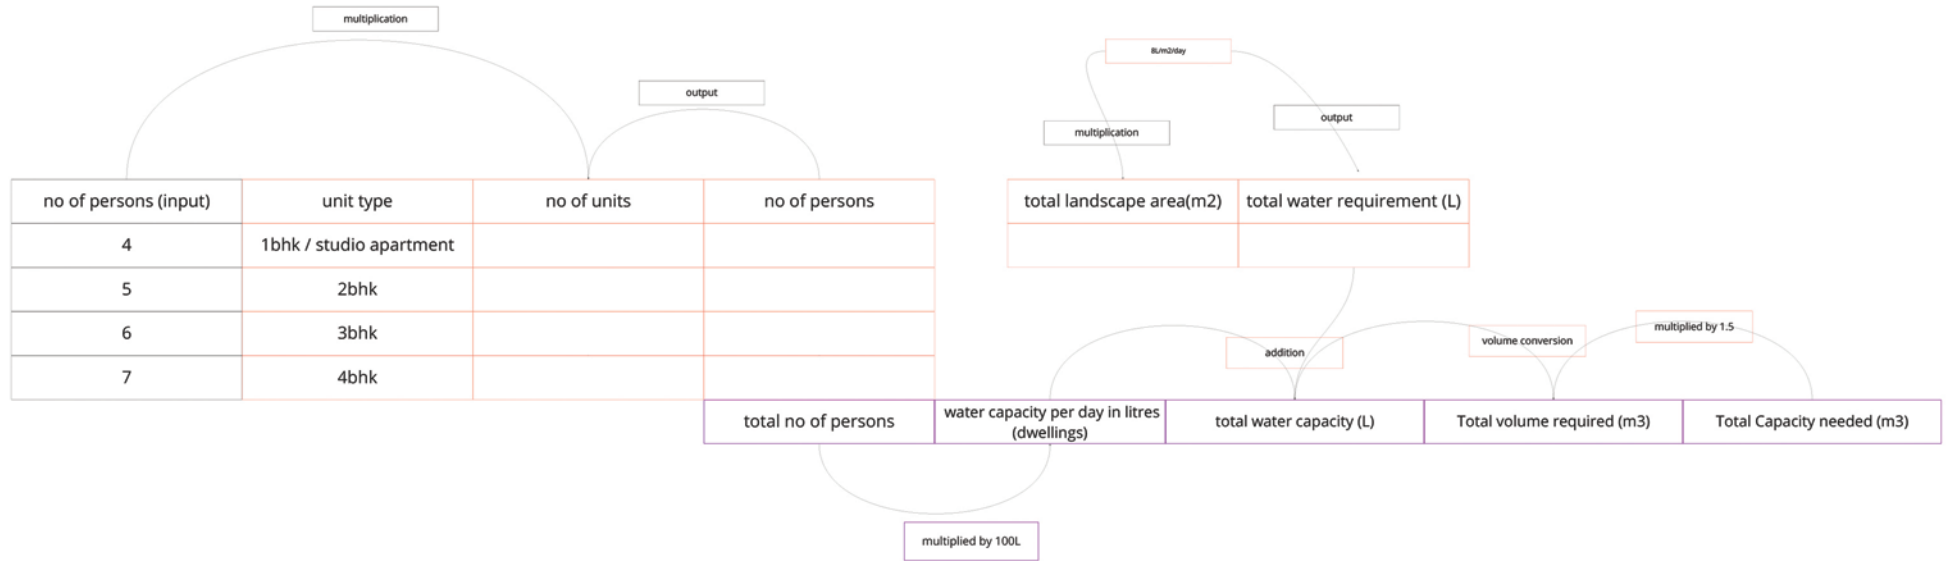 multiplication
output
8L/m2/day
multiplication
output
no of persons (input) unit type no of units no of persons
4 1bhk / studio apartment
5 2bhk
6 3bhk
7 4bhk
total landscape area(m2) total water requirement (L)
addition
volume conversion
multiplied by 1.5
total no of persons
water capacity per day in litres
(dwellings)
total water capacity (L)
Total volume required (m3)
Total Capacity needed (m3)
multiplied by 100L